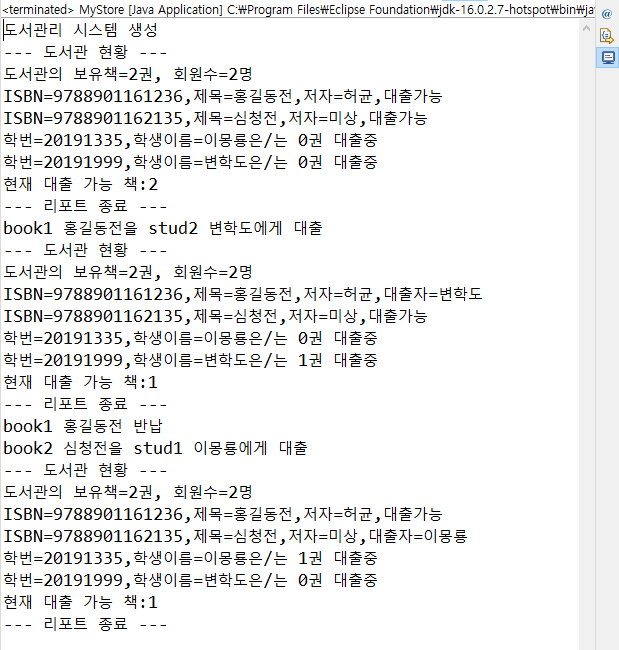 <terminated> MyStore [Java Application] C:₩Program Files₩Eclipse Foundation₩jdk-16.0.2.7-hotspot₩bin₩ja
도서관리 시스템 생성
--- 도서관 현황 ---
도서관의 보유책=2권, 회원수=2명
ISBN=9788901161236,제목=홍길동전,저자=허균,대출가능
ISBN=9788901162135,제목=심청전,저자=미상,대출가능
학번=20191335,학생이름=이몽룡은/는 0권 대출중
학번=20191999,학생이름=변학도은/는 0권 대출중
현재 대출 가능 책:2
--- 리포트 종료 ---
book1 홍길동전을 stud2 변학도에게 대출
--- 도서관 현황 ---
도서관의 보유책=2권, 회원수=2명
ISBN=9788901161236,제목=홍길동전,저자=허균,대출자=변학도
ISBN=9788901162135,제목=심청전,저자=미상,대출가능
학번=20191335,학생이름=이몽룡은/는 0권 대출중
학번=20191999,학생이름=변학도은/는 1권 대출중
현재 대출 가능 책:1
--- 리포트 종료 ---
book1 홍길동전 반납
book2 심청전을 stud1 이몽룡에게 대출
--- 도서관 현황 ---
도서관의 보유책=2권, 회원수=2명
ISBN=9788901161236,제목=홍길동전,저자=허균,대출가능
ISBN=9788901162135,제목=심청전,저자=미상,대출자=이몽룡
학번=20191335,학생이름=이몽룡은/는 1권 대출중
학번=20191999,학생이름=변학도은/는 0권 대출중
현재 대출 가능 책:1
--- 리포트 종료 ---